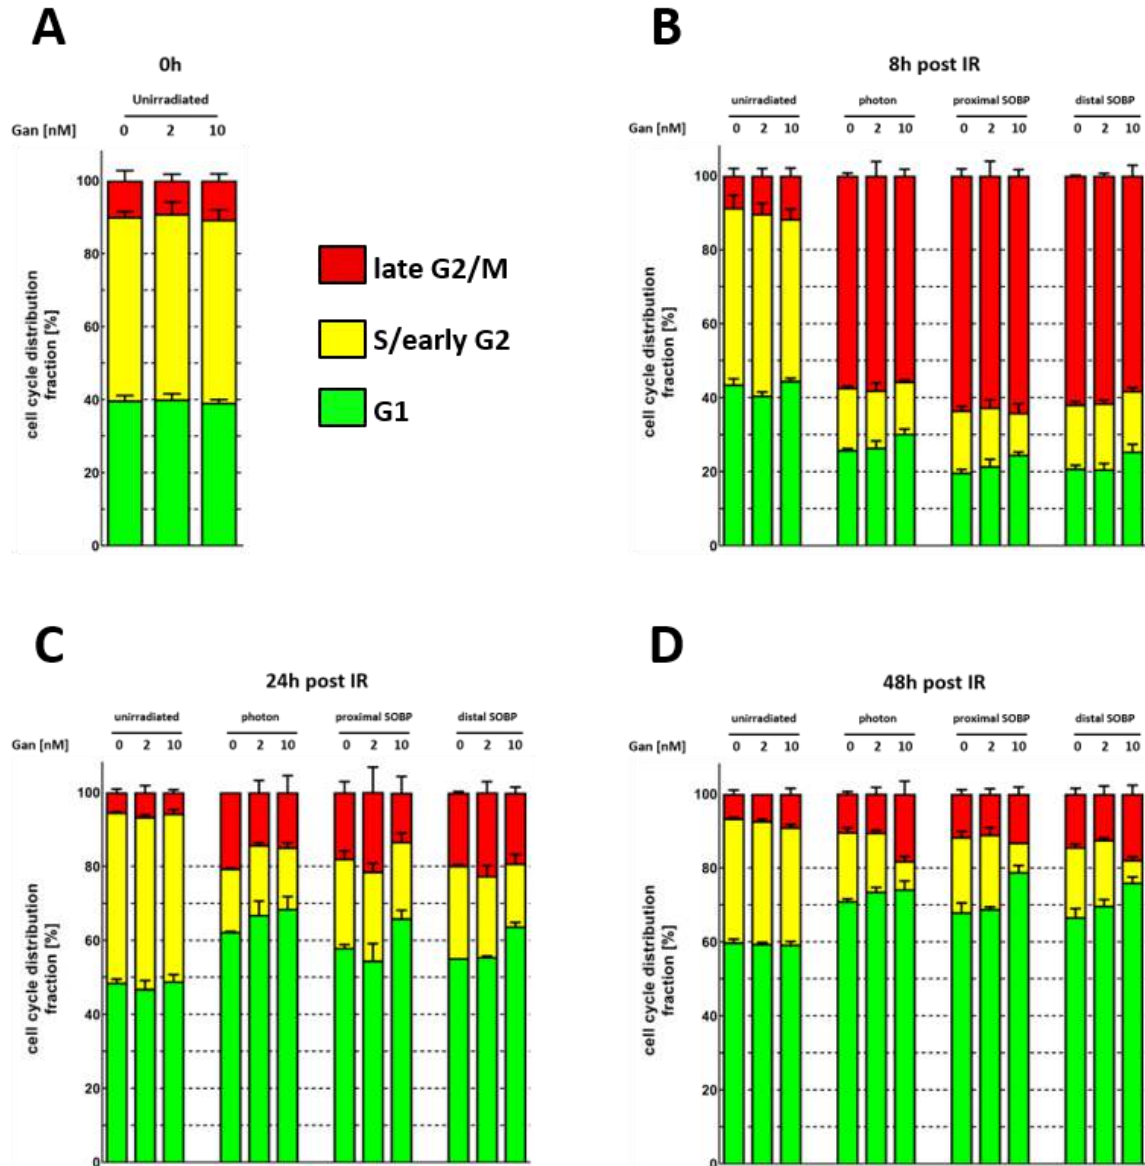 A
0h
Unirradiated
Gan [nM] 0 2 10
100
80
60
40
20
0
cell cycle distribution
fraction [%]
late G2/M
S/early G2
G1
B
8h post IR
unirradiated photon proximal SOBP distal SOBP
Gan [nM] 0 2 10 0 2 10 0 2 10 0 2 10
100
80
60
40
20
0
cell cycle distribution
fraction [%]
C
24h post IR
unirradiated photon proximal SOBP distal SOBP
Gan [nM] 0 2 10 0 2 10 0 2 10 0 2 10
100
80
60
40
20
0
cell cycle distribution
fraction [%]
D
48h post IR
unirradiated photon proximal SOBP distal SOBP
Gan [nM] 0 2 10 0 2 10 0 2 10 0 2 10
100
80
60
40
20
0
cell cycle distribution
fraction [%]